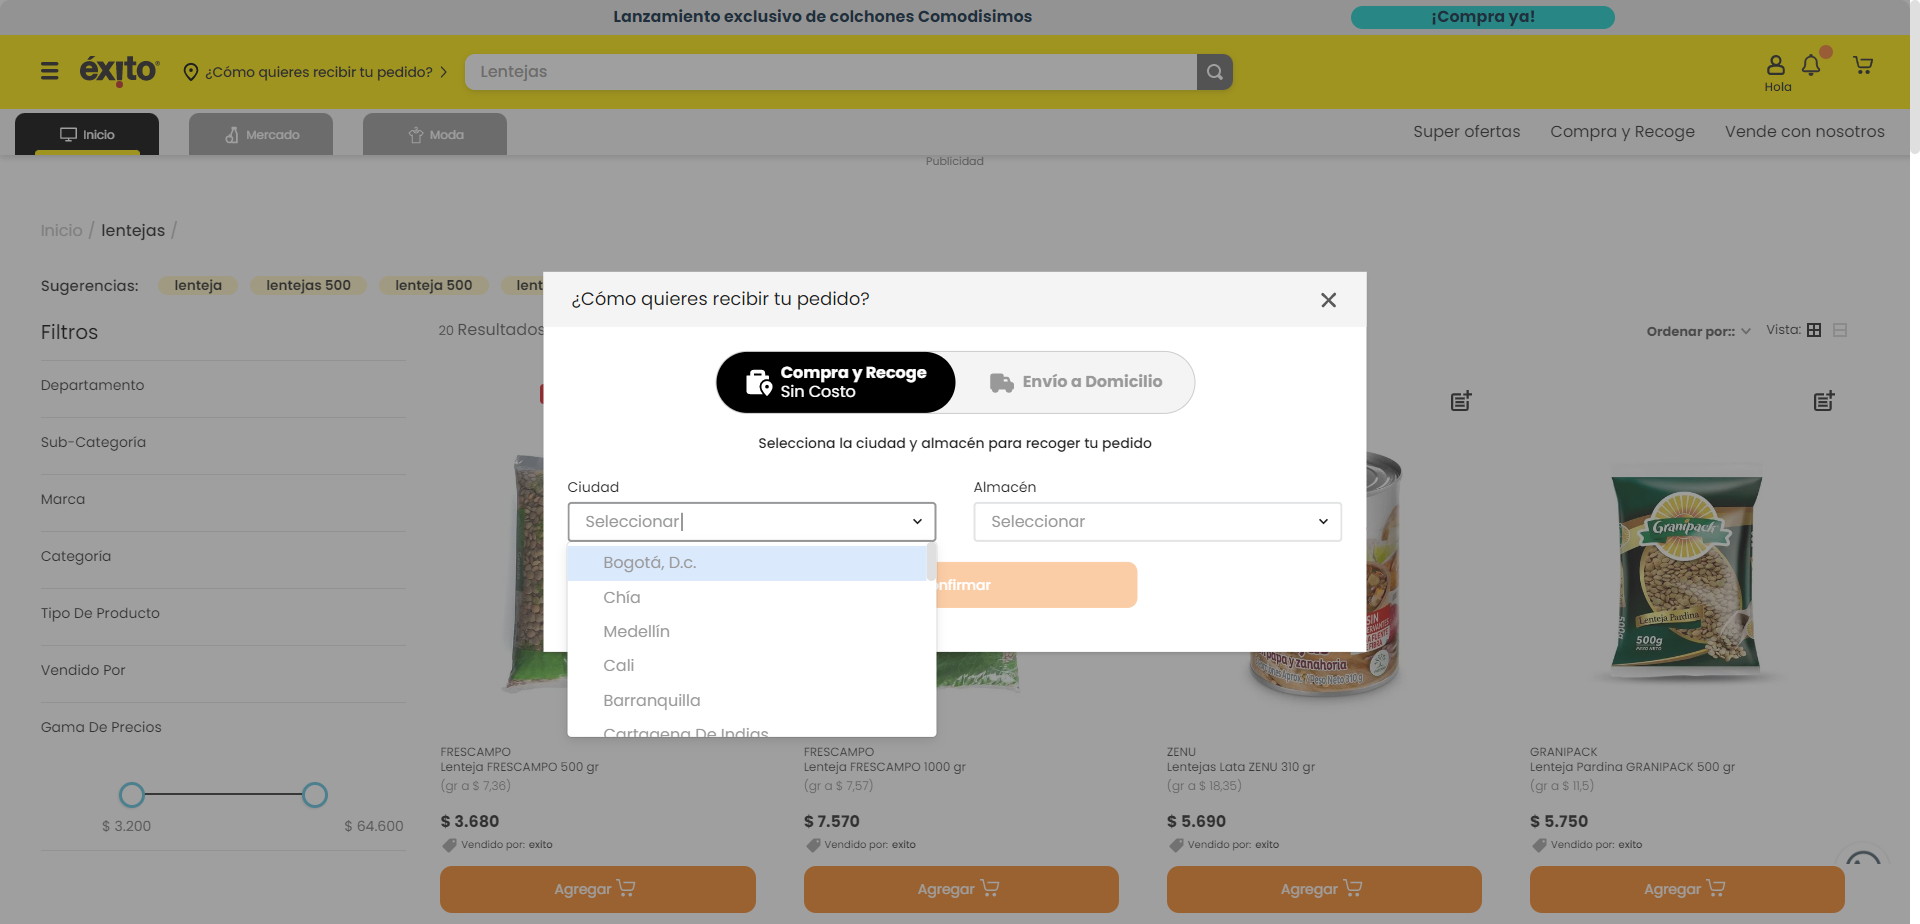 Lanzamiento exclusivo de colchones Comodisimos
¡Compra ya!
éxito
¿Cómo quieres recibir tu pedido?
Lentejas
Hola
Inicio
Mercado
Moda
Super ofertas
Compra y Recoge
Vende con nosotros
Publicidad
Inicio / lentejas /
Sugerencias:
lenteja
lentejas 500
lenteja 500
Filtros
20 Resultados
Ordenar por::
Vista:
Departamento
Sub-Categoría
Marca
Categoría
Tipo De Producto
Vendido Por
Gama De Precios
$ 3.200
$ 64.600
¿Cómo quieres recibir tu pedido?
Compra y Recoge
Sin Costo
Envío a Domicilio
Selecciona la ciudad y almacén para recoger tu pedido
Ciudad
Seleccionar
Almacén
Seleccionar
Bogotá, D.c.
Chía
Medellín
Cali
Barranquilla
Cartagena De Indias
nfirmar
SIN
papa y zanahoria
Granipack
Lenteja Pardina
500g
PESO NETO
FRESCAMPO
Lenteja FRESCAMPO 500 gr
(gr a $ 7,36)
$ 3.680
Vendido por: exito
Agregar
FRESCAMPO
Lenteja FRESCAMPO 1000 gr
(gr a $ 7,57)
$ 7.570
Vendido por: exito
Agregar
ZENU
Lentejas Lata ZENU 310 gr
(gr a $ 18,35)
$ 5.690
Vendido por: exito
Agregar
GRANIPACK
Lenteja Pardina GRANIPACK 500 gr
(gr a $ 11,5)
$ 5.750
Vendido por: exito
Agregar